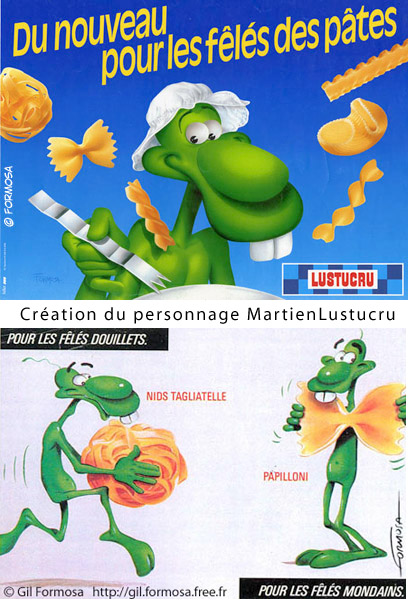 Du nouveau
pour les fêlés des pâtes
© FORMOSA
LUSTUCRU
Création du personnage MartienLustucru
POUR LES FÊLÉS DOUILLETS.
NIDS TAGLIATELLE
PAPILLONI
FORMOSA
© Gil Formosa http://gil.formosa.free.fr
POUR LES FÊLÉS MONDAINS.